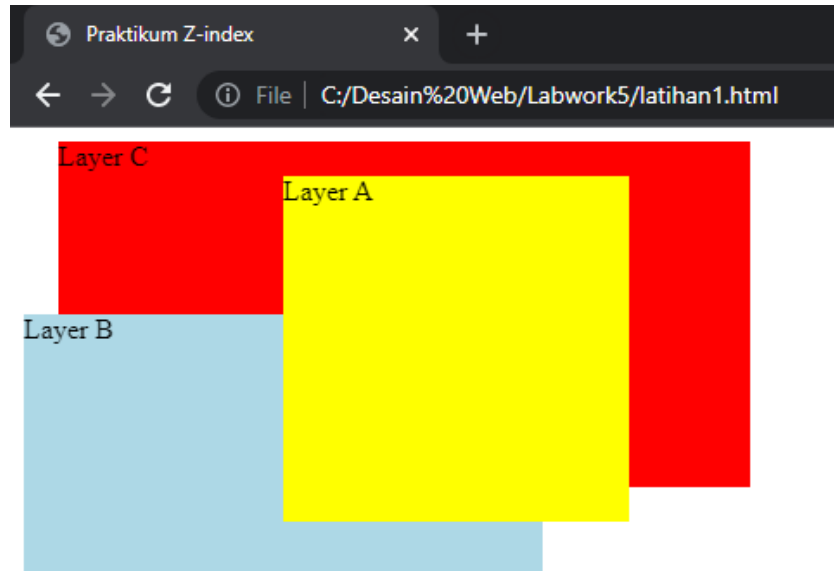 Praktikum Z-index
File C:/Desain%20Web/Labwork5/latihan1.html
Layer C
Layer A
Layer B